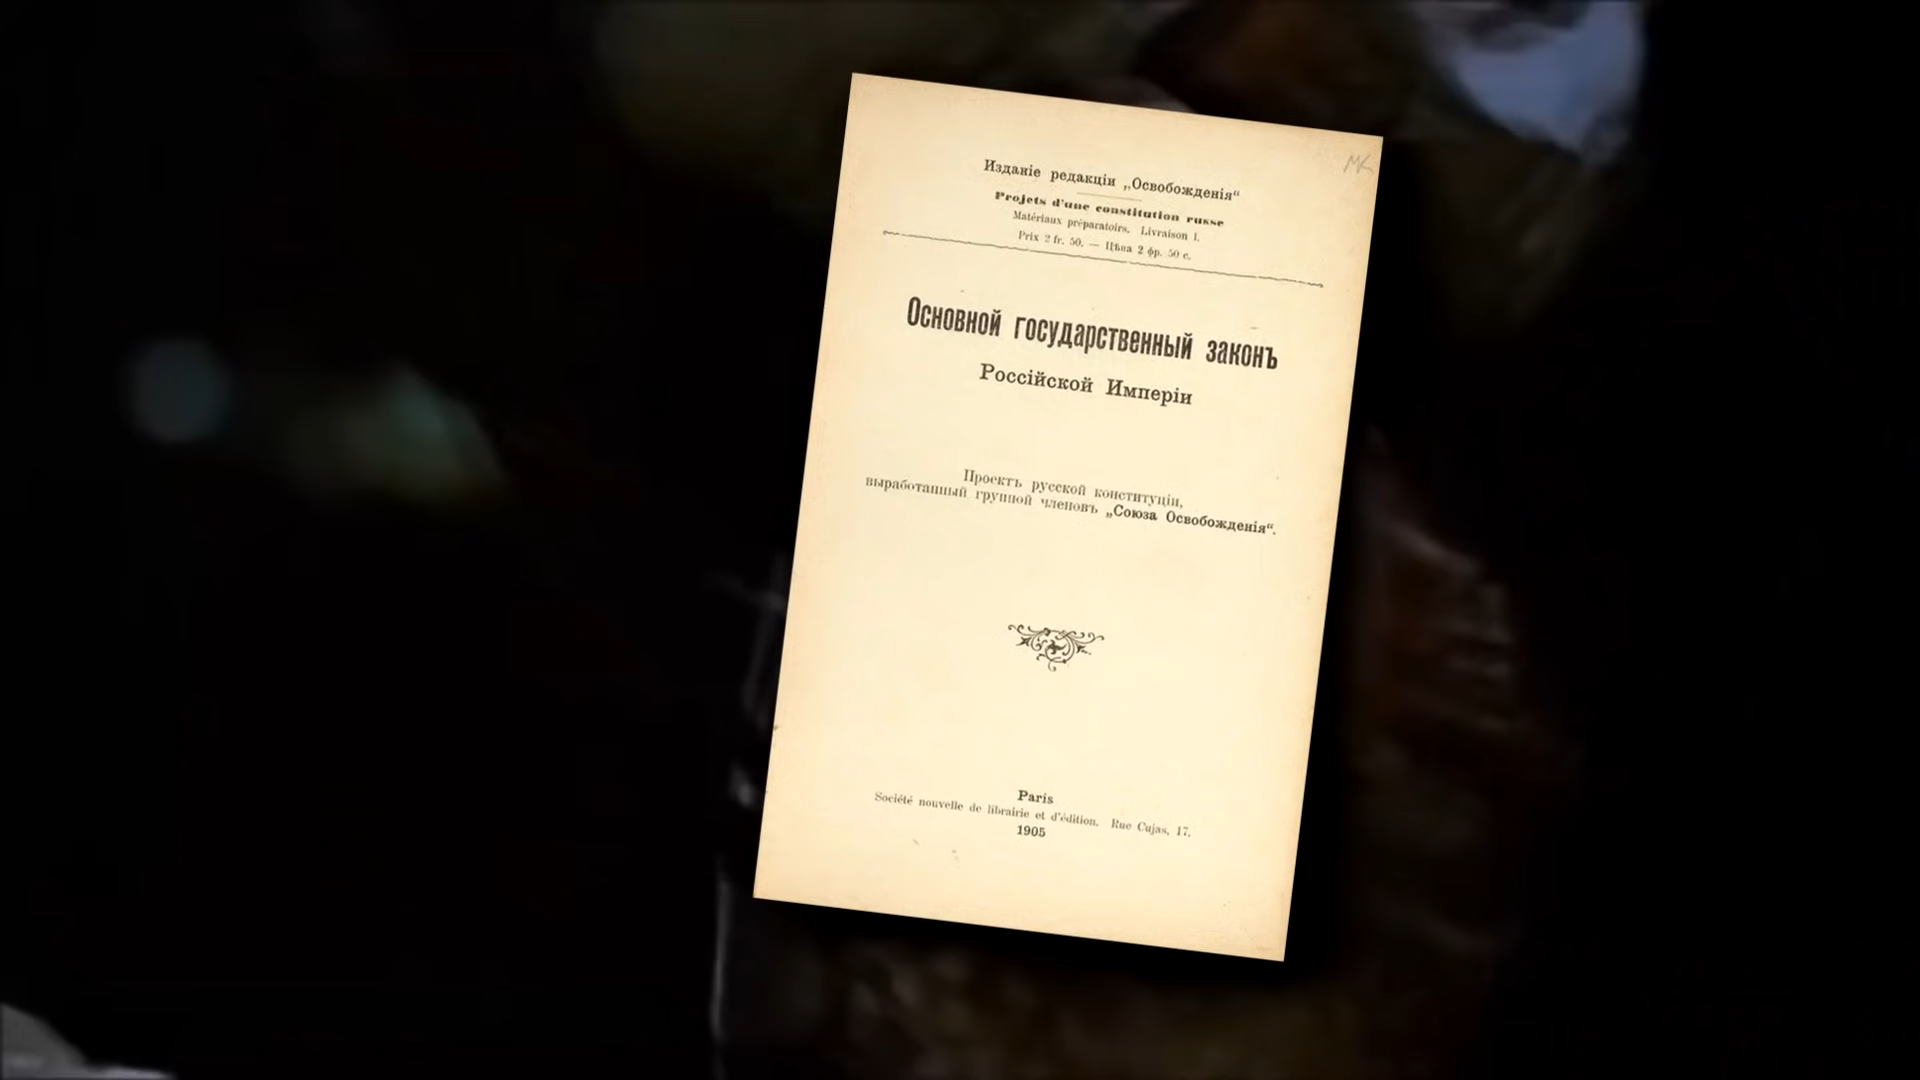 МК
Изданіе редакціи „Освобожденія“
Projets d'une constitution russe
Matériaux préparatoirs. Livraison I.
Prix 2 fr. 50. — Цѣна 2 фр. 50 с.
Основной государственный законъ
Россійской Имперіи
Проектъ русской конституціи,
выработанный группой членовъ „Союза Освобожденія“.
Paris
Société nouvelle de librairie et d'édition. Rue Cujas, 17.
1905